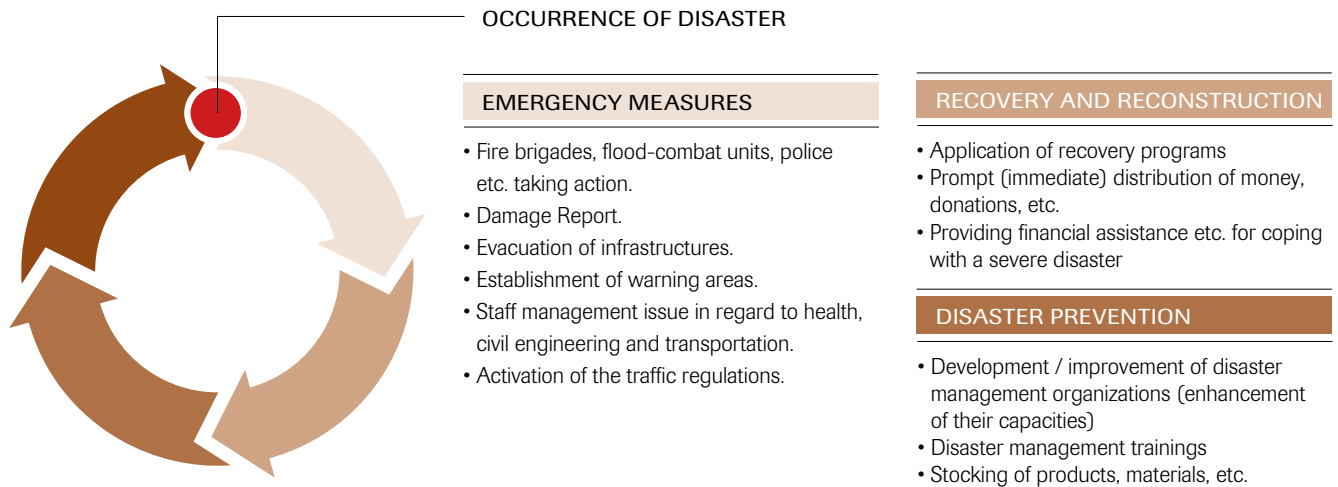 OCCURRENCE OF DISASTER
EMERGENCY MEASURES
• Fire brigades, flood-combat units, police
etc. taking action.
• Damage Report.
• Evacuation of infrastructures.
• Establishment of warning areas.
• Staff management issue in regard to health,
civil engineering and transportation.
• Activation of the traffic regulations.
RECOVERY AND RECONSTRUCTION
• Application of recovery programs
• Prompt (immediate) distribution of money,
donations, etc.
• Providing financial assistance etc. for coping
with a severe disaster
DISASTER PREVENTION
• Development / improvement of disaster
management organizations (enhancement
of their capacities)
• Disaster management trainings
• Stocking of products, materials, etc.